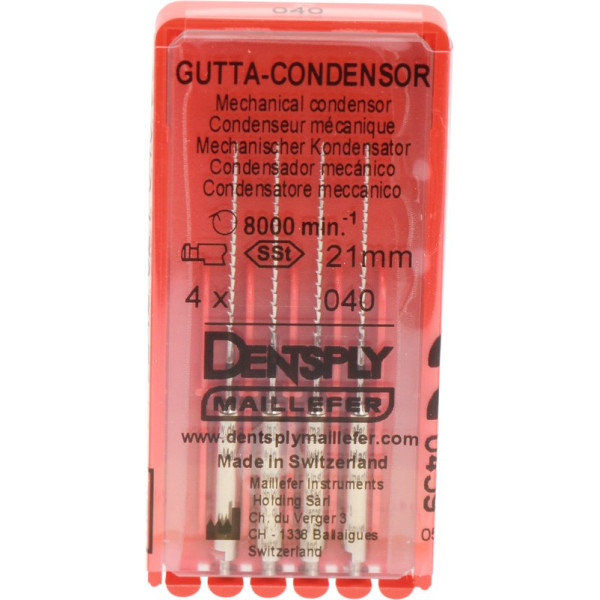 040
GUTTA-CONDENSOR
Mechanical condensor
Condenseur mécanique
Mechanischer Kondensator
Condensador mecánico
Condensatore meccanico
8000 min.-1
SSt 21mm
4 x 040
DENTSPLY
MAILLEFER
www.dentsplymaillefer.com
Made in Switzerland
Maillefer Instruments
Holding Sàrl
Ch. du Verger 3
CH - 1338 Ballaigues
Switzerland